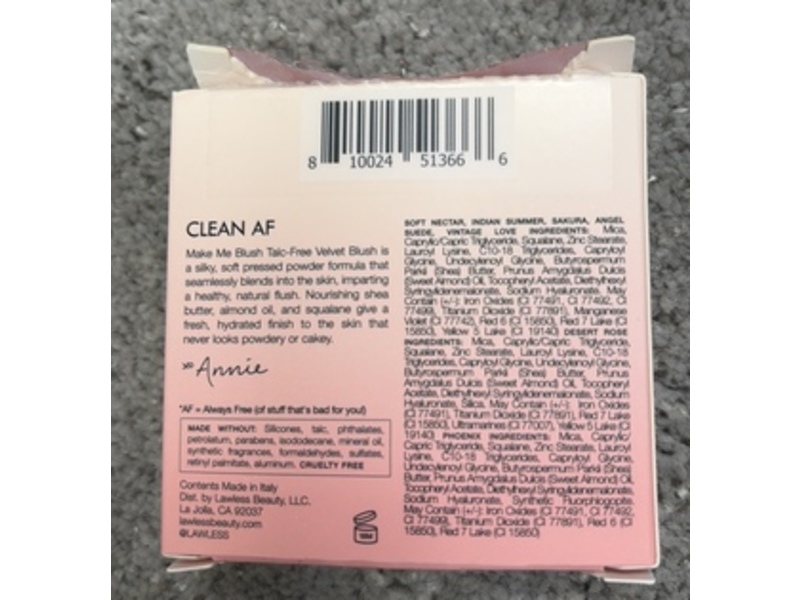 8 10024 51366 6
CLEAN AF
Make Me Blush Talc-Free Velvet Blush is
a silky, soft pressed powder formula that
seamlessly blends into the skin, imparting
a healthy, natural flush. Nourishing shea
butter, almond oil, and squalane give a
fresh, hydrated finish to the skin that
never looks powdery or cakey.
xo Annie
*AF = Always Free (of stuff that's bad for you!)
MADE WITHOUT: Silicones, talc, phthalates,
petrolatum, parabens, isododecane, mineral oil,
synthetic fragrances, formaldehydes, sulfates,
retinyl palmitate, aluminum. CRUELTY FREE
Contents Made in Italy
Dist. by Lawless Beauty, LLC.
La Jolla, CA 92037
lawlessbeauty.com
@LAWLESS
SOFT NECTAR, INDIAN SUMMER, SAKURA, ANGEL
SUEDE, VINTAGE LOVE INGREDIENTS: Mica,
Caprylic/Capric Triglyceride, Squalane, Zinc Stearate,
Lauroyl Lysine, C10-18 Triglycerides, Capryloyl
Glycine, Undecylenoyl Glycine, Butyrospermum
Parkii (Shea) Butter, Prunus Amygdalus Dulcis
(Sweet Almond) Oil, Tocopheryl Acetate, Diethylhexyl
Syringylidenemalonate, Sodium Hyaluronate. May
Contain (+/-): Iron Oxides (CI 77491, CI 77492, CI
77499), Titanium Dioxide (CI 77891), Manganese
Violet (CI 77742), Red 6 (CI 15850), Red 7 Lake (CI
15850), Yellow 5 Lake (CI 19140) DESERT ROSE
INGREDIENTS: Mica, Caprylic/Capric Triglyceride,
Squalane, Zinc Stearate, Lauroyl Lysine, C10-18
Triglycerides, Capryloyl Glycine, Undecylenoyl Glycine,
Butyrospermum Parkii (Shea) Butter, Prunus
Amygdalus Dulcis (Sweet Almond) Oil, Tocopheryl
Acetate, Diethylhexyl Syringylidenemalonate, Sodium
Hyaluronate, Silica. May Contain (+/-): Iron Oxides
(CI 77491), Titanium Dioxide (CI 77891), Red 7 Lake
(CI 15850), Ultramarines (CI 77007), Yellow 5 Lake (CI
19140) PHOENIX INGREDIENTS: Mica, Caprylic/
Capric Triglyceride, Squalane, Zinc Stearate, Lauroyl
Lysine, C10-18 Triglycerides, Capryloyl Glycine,
Undecylenoyl Glycine, Butyrospermum Parkii (Shea)
Butter, Prunus Amygdalus Dulcis (Sweet Almond) Oil,
Tocopheryl Acetate, Diethylhexyl Syringylidenemalonate,
Sodium Hyaluronate, Synthetic Fluorphlogopite.
May Contain (+/-): Iron Oxides (CI 77491, CI 77492,
CI 77499), Titanium Dioxide (CI 77891), Red 6 (CI
15850), Red 7 Lake (CI 15850)